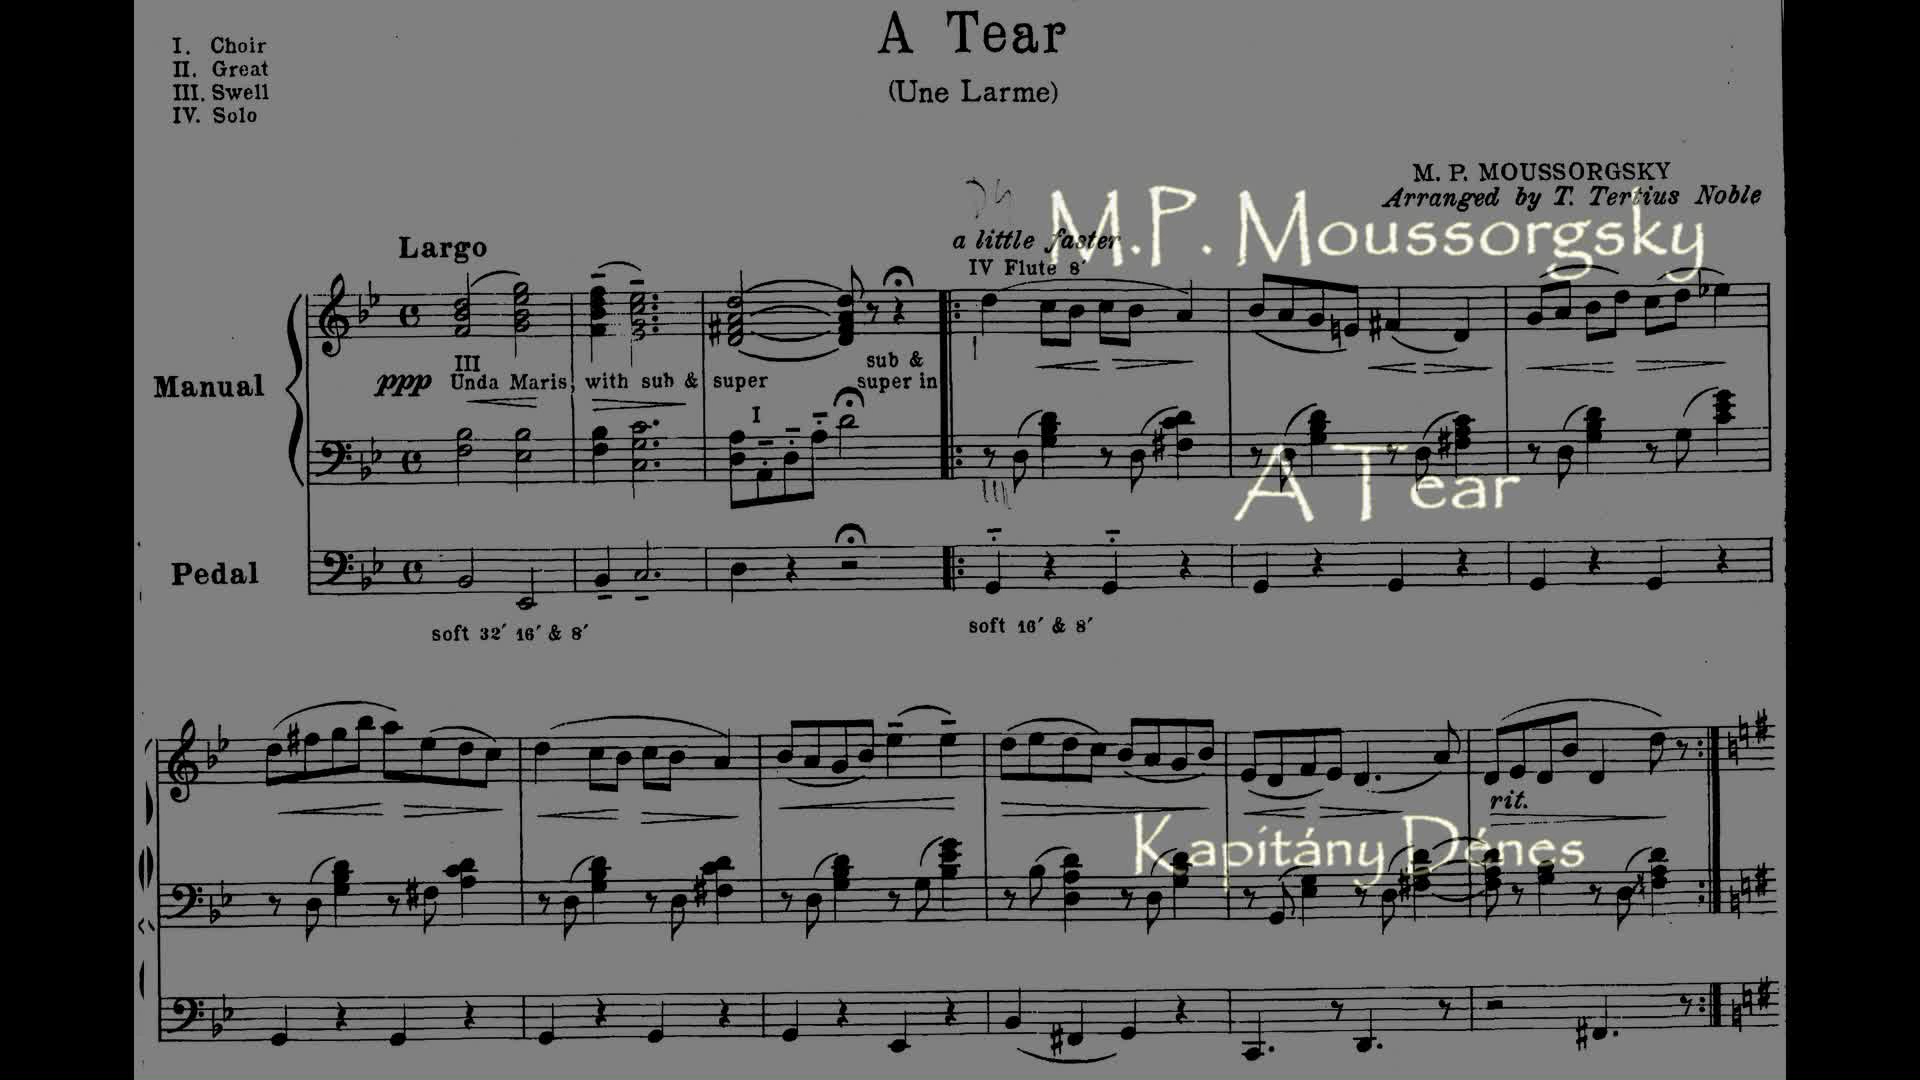 A Tear
(Une Larme)
I. Choir
II. Great
III. Swell
IV. Solo
M. P. MOUSSORGSKY
Arranged by T. Tertius Noble
M.P. Moussorgsky
Largo
a little faster
IV Flute 8′
Manual
III
ppp Unda Maris, with sub & super
sub &
super in
I
A Tear
Pedal
soft 32′ 16′ & 8′
soft 16′ & 8′
rit.
Kapitány Dénes